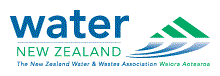 water
NEW ZEALAND
The New Zealand Water & Wastes Association Waiora Aotearoa